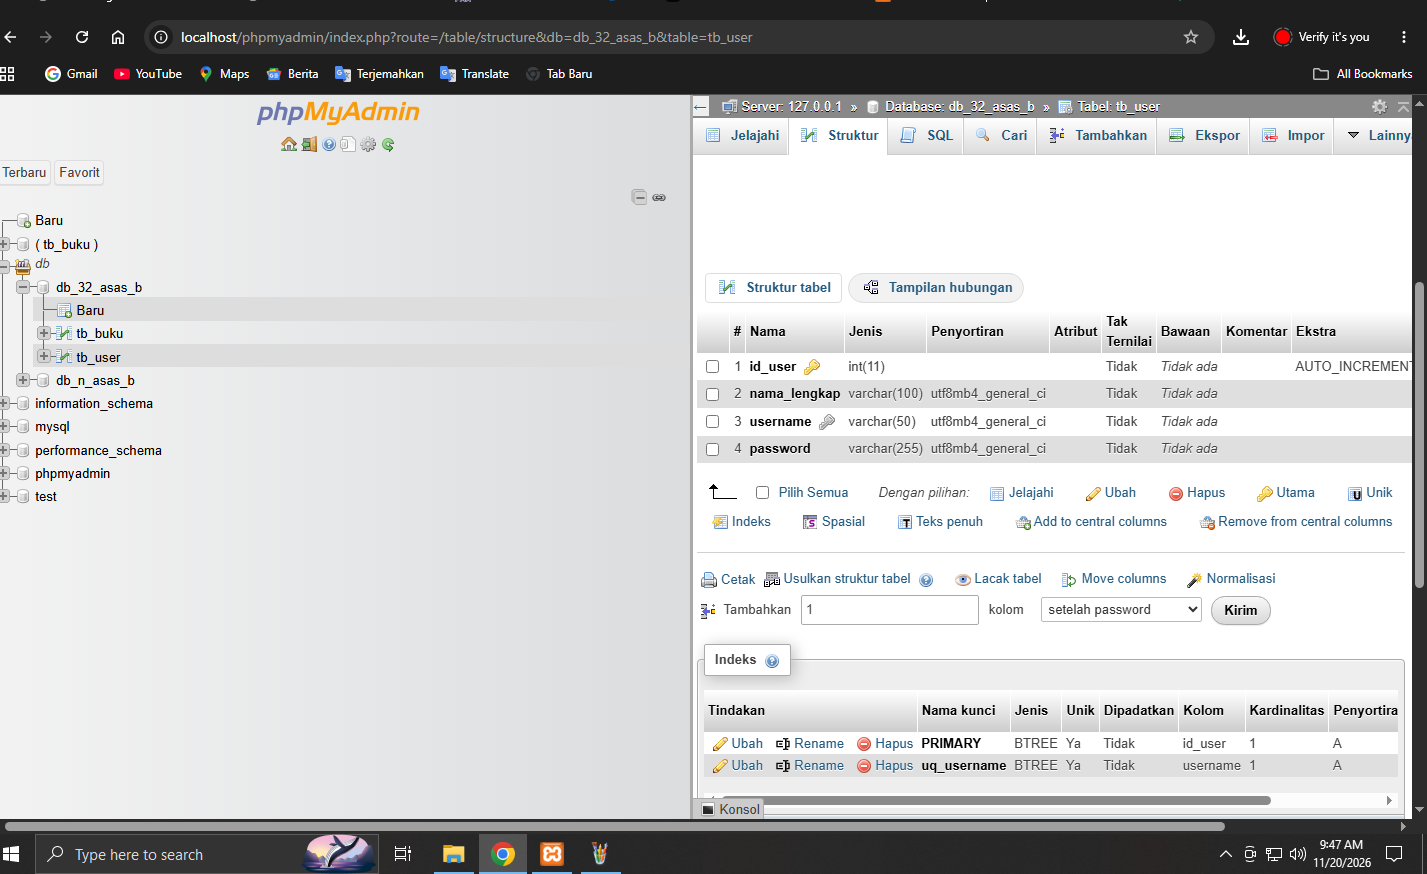 localhost/phpmyadmin/index.php?route=/table/structure&db=db_32_asas_b&table=tb_user
Verify it's you
Gmail YouTube Maps Berita Terjemahkan Translate Tab Baru All Bookmarks
phpMyAdmin
Terbaru Favorit
Baru
( tb_buku )
db
db_32_asas_b
Baru
tb_buku
tb_user
db_n_asas_b
information_schema
mysql
performance_schema
phpmyadmin
test
Server: 127.0.0.1 » Database: db_32_asas_b » Tabel: tb_user
Jelajahi Struktur SQL Cari Tambahkan Ekspor Impor Lainny
Struktur tabel Tampilan hubungan
# Nama Jenis Penyortiran Atribut Tak Ternilai Bawaan Komentar Ekstra
1 id_user int(11) Tidak Tidak ada AUTO_INCREMENT
2 nama_lengkap varchar(100) utf8mb4_general_ci Tidak Tidak ada
3 username varchar(50) utf8mb4_general_ci Tidak Tidak ada
4 password varchar(255) utf8mb4_general_ci Tidak Tidak ada
Pilih Semua Dengan pilihan: Jelajahi Ubah Hapus Utama Unik
Indeks Spasial Teks penuh Add to central columns Remove from central columns
Cetak Usulkan struktur tabel Lacak tabel Move columns Normalisasi
Tambahkan 1 kolom setelah password Kirim
Indeks
Tindakan Nama kunci Jenis Unik Dipadatkan Kolom Kardinalitas Penyortira
Ubah Rename Hapus PRIMARY BTREE Ya Tidak id_user 1 A
Ubah Rename Hapus uq_username BTREE Ya Tidak username 1 A
Konsol
Type here to search
9:47 AM
11/20/2026